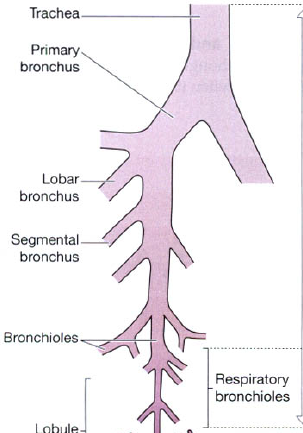 Trachea
Primary
bronchus
Lobar
bronchus
Segmental
bronchus
Bronchioles
Respiratory
bronchioles
Lobule